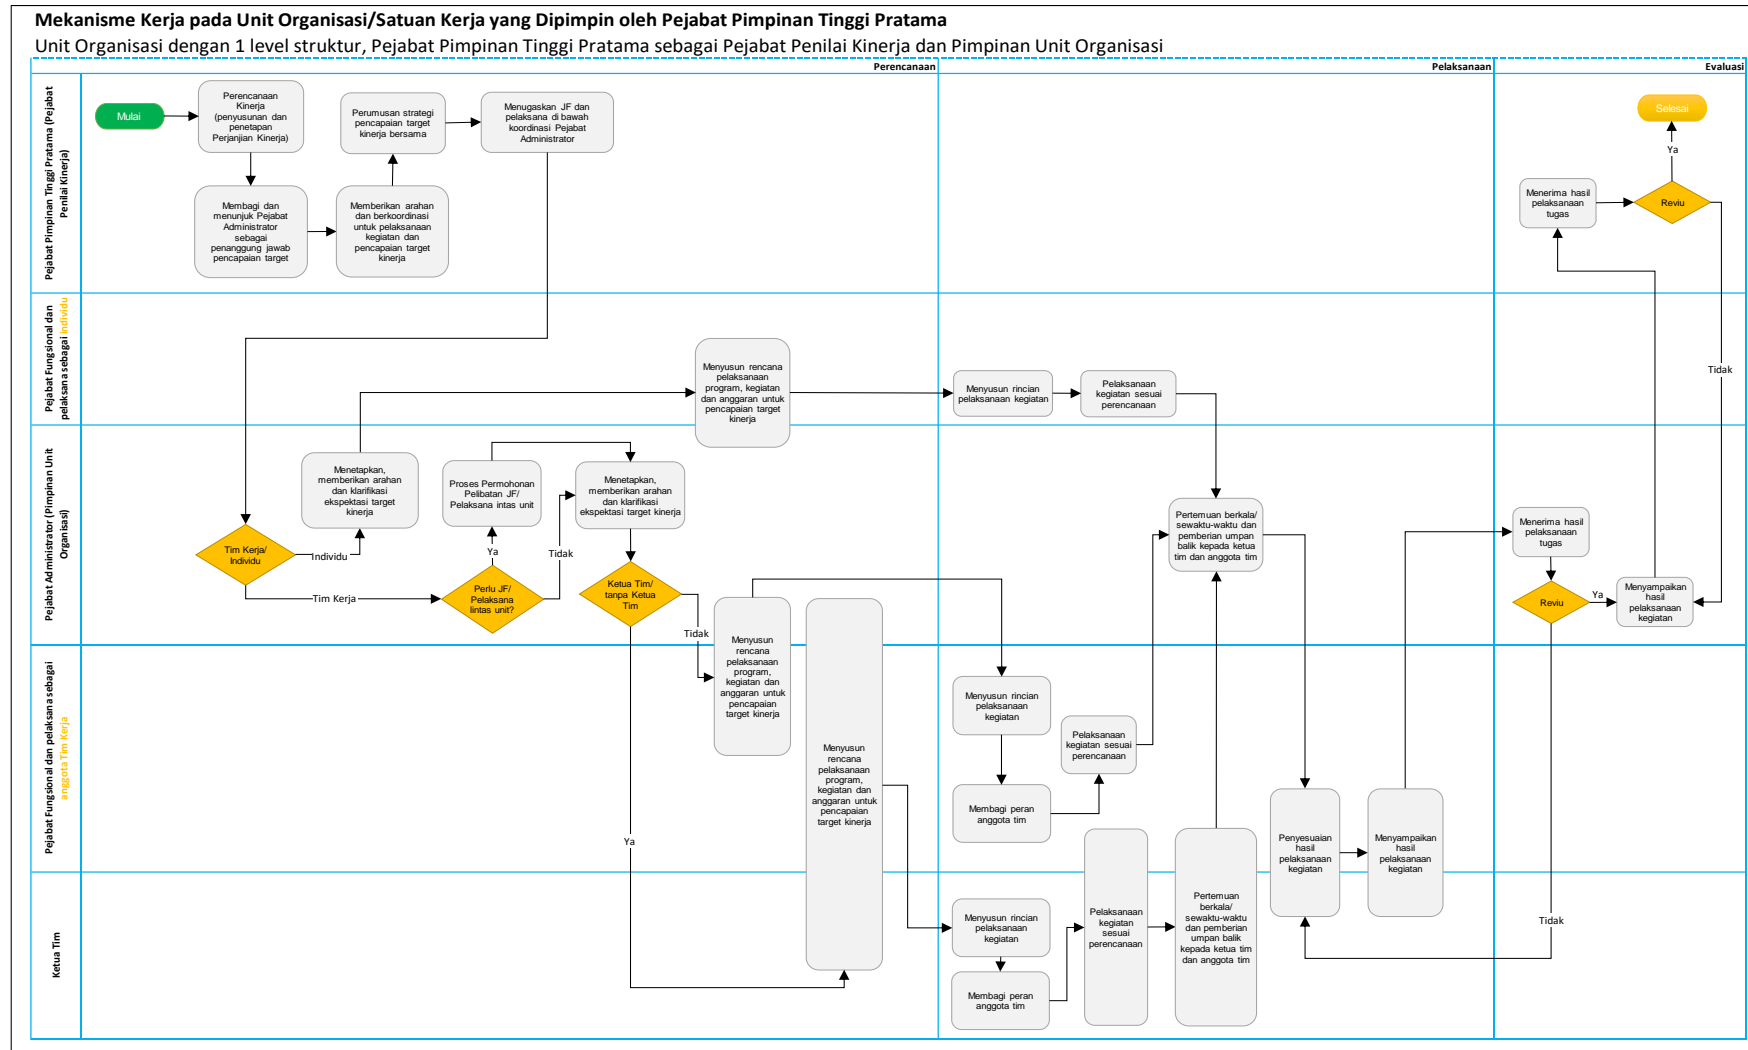 Mekanisme Kerja pada Unit Organisasi/Satuan Kerja yang Dipimpin oleh Pejabat Pimpinan Tinggi Pratama
Unit Organisasi dengan 1 level struktur, Pejabat Pimpinan Tinggi Pratama sebagai Pejabat Penilai Kinerja dan Pimpinan Unit Organisasi
Perencanaan
Pelaksanaan
Evaluasi
Pejabat Pimpinan Tinggi Pratama (Pejabat
Penilai Kinerja)
Mulai
Perencanaan
Kinerja
(penyusunan dan
penetapan
Perjanjian Kinerja)
Perumusan strategi
pencapaian target
kinerja bersama
Menugaskan JF dan
pelaksana di bawah
koordinasi Pejabat
Administrator
Membagi dan
menunjuk Pejabat
Administrator
sebagai
penanggung jawab
pencapaian target
Memberikan arahan
dan berkoordinasi
untuk pelaksanaan
kegiatan dan
pencapaian target
kinerja
Selesai
Ya
Menerima hasil
pelaksanaan
tugas
Reviu
Tidak
Pejabat Fungsional dan
pelaksana sebagai individu
Menyusun rencana
pelaksanaan
program, kegiatan
dan anggaran untuk
pencapaian target
kinerja
Menyusun rincian
pelaksanaan kegiatan
Pelaksanaan
kegiatan sesuai
perencanaan
Pejabat Administrator (Pimpinan Unit
Organisasi)
Menetapkan,
memberikan arahan
dan klarifikasi
ekspektasi target
kinerja
Proses Permohonan
Pelibatan JF/
Pelaksana intas unit
Menetapkan,
memberikan arahan
dan klarifikasi
ekspektasi target kinerja
Tim Kerja/
Individu
Individu
Tim Kerja
Ya
Tidak
Perlu JF/
Pelaksana
lintas unit?
Ketua Tim/
tanpa Ketua
Tim
Tidak
Ya
Menyusun
rencana
pelaksanaan
program,
kegiatan dan
anggaran untuk
pencapaian
target kinerja
Menyusun
rencana
pelaksanaan
program,
kegiatan dan
anggaran untuk
pencapaian
target kinerja
Pertemuan berkala/
sewaktu-waktu dan
pemberian umpan
balik kepada ketua
tim dan anggota tim
Menerima hasil
pelaksanaan
tugas
Reviu
Ya
Menyampaikan
hasil
pelaksanaan
kegiatan
Tidak
Pejabat Fungsional dan pelaksana sebagai
anggota Tim Kerja
Menyusun rincian
pelaksanaan
kegiatan
Pelaksanaan
kegiatan sesuai
perencanaan
Membagi peran
anggota tim
Penyesuaian
hasil
pelaksanaan
kegiatan
Menyampaikan
hasil
pelaksanaan
kegiatan
Ketua Tim
Menyusun rincian
pelaksanaan
kegiatan
Membagi peran
anggota tim
Pelaksanaan
kegiatan
sesuai
perencanaan
Pertemuan
berkala/
sewaktu-waktu
dan pemberian
umpan balik
kepada ketua tim
dan anggota tim